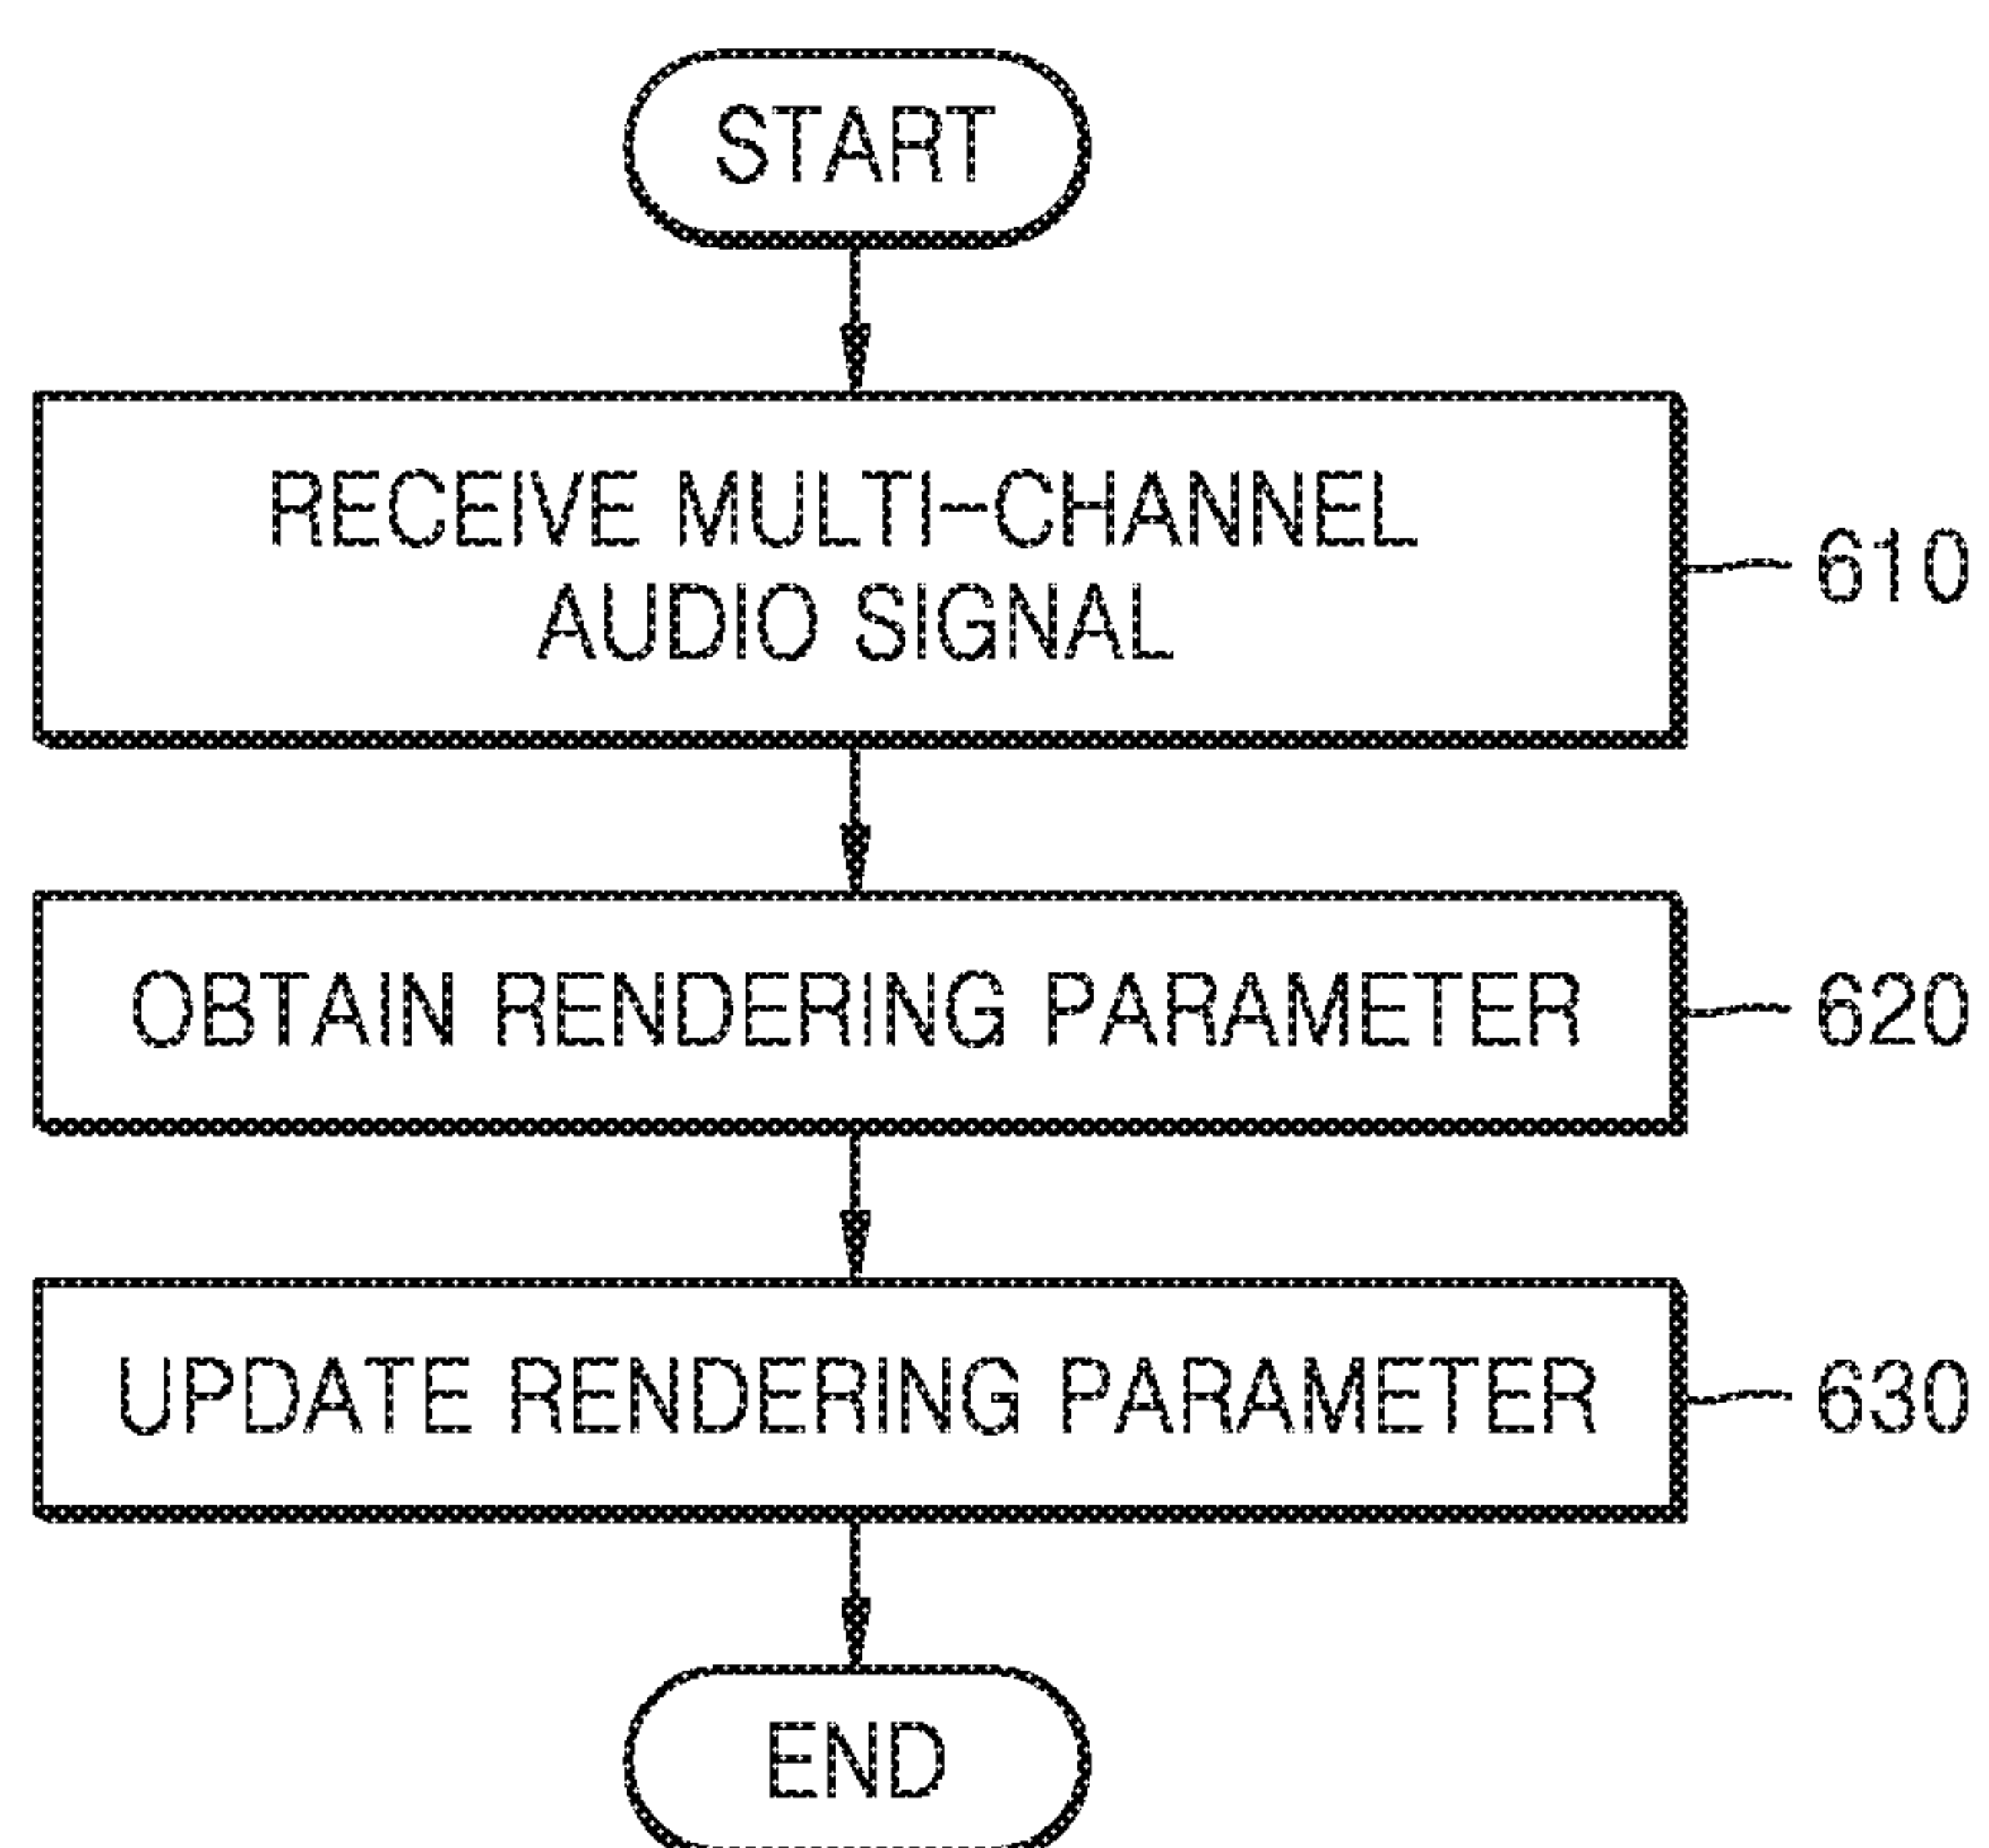 START
RECEIVE MULTI-CHANNEL
AUDIO SIGNAL
610
OBTAIN RENDERING PARAMETER
620
UPDATE RENDERING PARAMETER
630
END